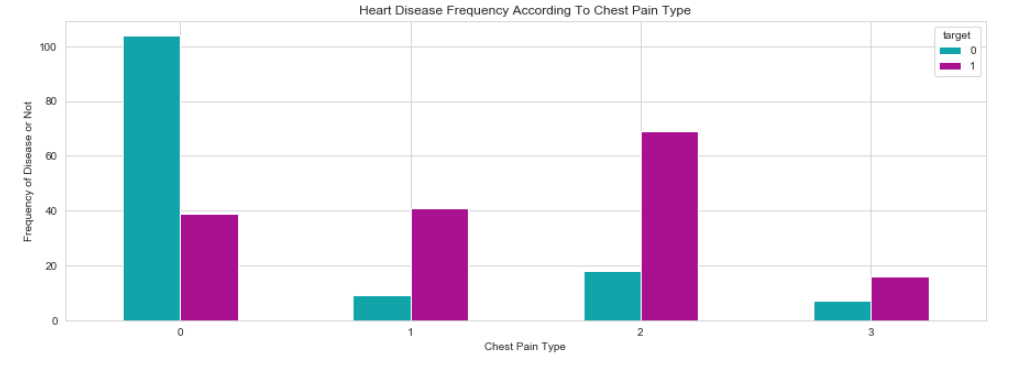 Heart Disease Frequency According To Chest Pain Type
target
0
1
Frequency of Disease or Not
100
80
60
40
20
0
0 1 2 3
Chest Pain Type